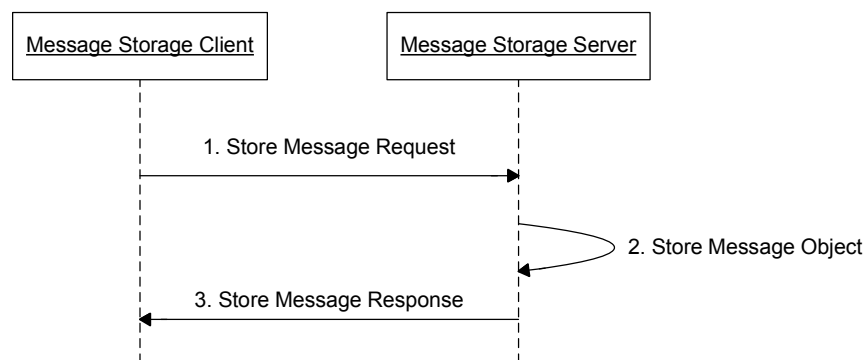 Message Storage Client
Message Storage Server
1. Store Message Request
2. Store Message Object
3. Store Message Response